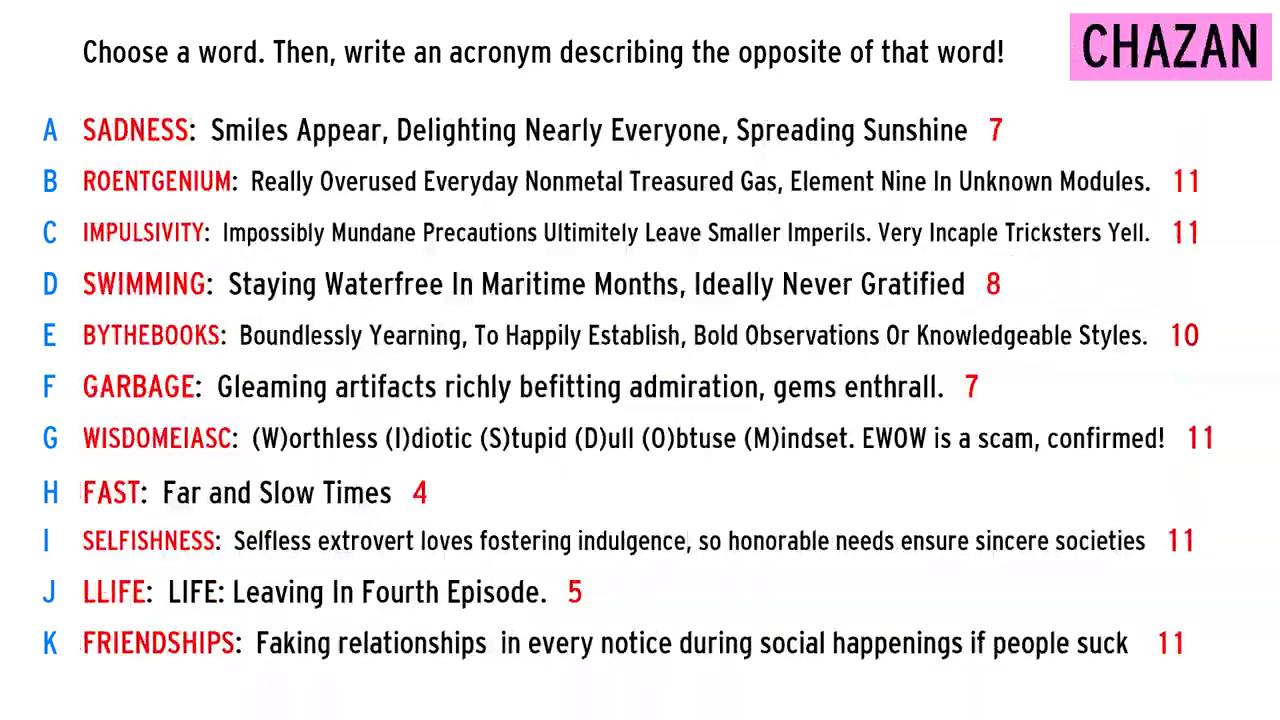 Choose a word. Then, write an acronym describing the opposite of that word!
CHAZAN
A SADNESS: Smiles Appear, Delighting Nearly Everyone, Spreading Sunshine 7
B ROENTGENIUM: Really Overused Everyday Nonmetal Treasured Gas, Element Nine In Unknown Modules. 11
C IMPULSIVITY: Impossibly Mundane Precautions Ultimitely Leave Smaller Imperils. Very Incaple Tricksters Yell. 11
D SWIMMING: Staying Waterfree In Maritime Months, Ideally Never Gratified 8
E BYTHEBOOKS: Boundlessly Yearning, To Happily Establish, Bold Observations Or Knowledgeable Styles. 10
F GARBAGE: Gleaming artifacts richly befitting admiration, gems enthrall. 7
G WISDOMEIASC: (W)orthless (I)diotic (S)tupid (D)ull (O)btuse (M)indset. EWOW is a scam, confirmed! 11
H FAST: Far and Slow Times 4
I SELFISHNESS: Selfless extrovert loves fostering indulgence, so honorable needs ensure sincere societies 11
J LLIFE: LIFE: Leaving In Fourth Episode. 5
K FRIENDSHIPS: Faking relationships in every notice during social happenings if people suck 11